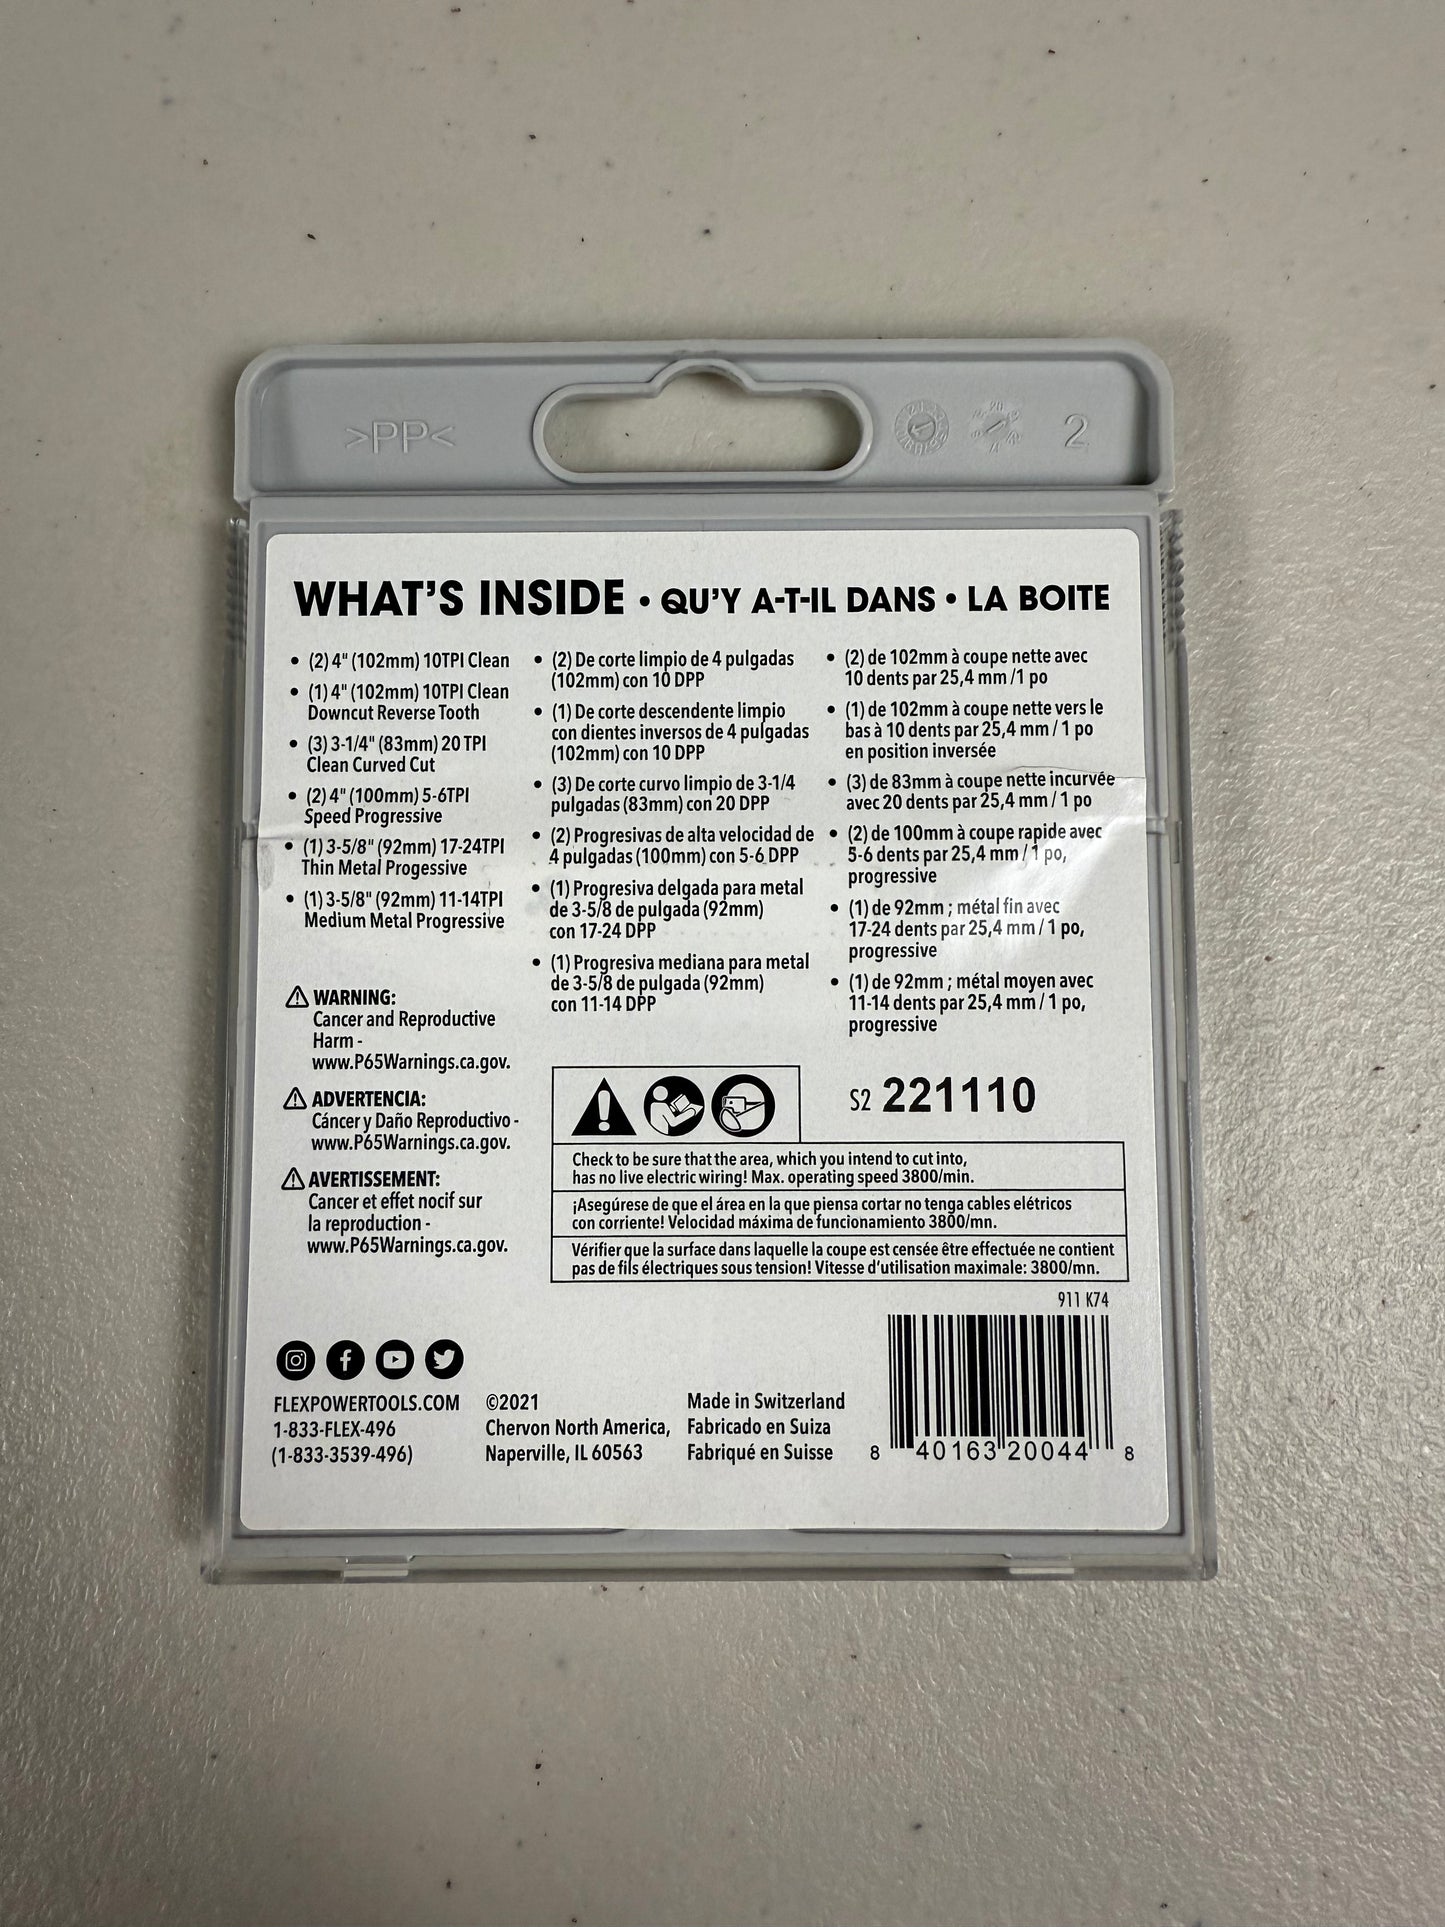 >PP<
2
WHAT'S INSIDE • QU'Y A-T-IL DANS • LA BOITE
• (2) 4" (102mm) 10TPI Clean
• (1) 4" (102mm) 10TPI Clean
Downcut Reverse Tooth
• (3) 3-1/4" (83mm) 20 TPI
Clean Curved Cut
• (2) 4" (100mm) 5-6TPI
Speed Progressive
• (1) 3-5/8" (92mm) 17-24TPI
Thin Metal Progessive
• (1) 3-5/8" (92mm) 11-14TPI
Medium Metal Progressive
• (2) De corte limpio de 4 pulgadas
(102mm) con 10 DPP
• (1) De corte descendente limpio
con dientes inversos de 4 pulgadas
(102mm) con 10 DPP
• (3) De corte curvo limpio de 3-1/4
pulgadas (83mm) con 20 DPP
• (2) Progresivas de alta velocidad de
4 pulgadas (100mm) con 5-6 DPP
• (1) Progresiva delgada para metal
de 3-5/8 de pulgada (92mm)
con 17-24 DPP
• (1) Progresiva mediana para metal
de 3-5/8 de pulgada (92mm)
con 11-14 DPP
• (2) de 102mm à coupe nette avec
10 dents par 25,4 mm /1 po
• (1) de 102mm à coupe nette vers le
bas à 10 dents par 25,4 mm / 1 po
en position inversée
• (3) de 83mm à coupe nette incurvée
avec 20 dents par 25,4 mm / 1 po
• (2) de 100mm à coupe rapide avec
5-6 dents par 25,4 mm / 1 po,
progressive
• (1) de 92mm ; métal fin avec
17-24 dents par 25,4 mm / 1 po,
progressive
• (1) de 92mm ; métal moyen avec
11-14 dents par 25,4 mm / 1 po,
progressive
WARNING:
Cancer and Reproductive
Harm -
www.P65Warnings.ca.gov.
ADVERTENCIA:
Cáncer y Daño Reproductivo -
www.P65Warnings.ca.gov.
AVERTISSEMENT:
Cancer et effet nocif sur
la reproduction -
www.P65Warnings.ca.gov.
S2 221110
Check to be sure that the area, which you intend to cut into,
has no live electric wiring! Max. operating speed 3800/min.
¡Asegúrese de que el área en la que piensa cortar no tenga cables elétricos
con corriente! Velocidad máxima de funcionamiento 3800/mn.
Vérifier que la surface dans laquelle la coupe est censée être effectuée ne contient
pas de fils électriques sous tension! Vitesse d'utilisation maximale: 3800/mn.
911 K74
FLEXPOWERTOOLS.COM
1-833-FLEX-496
(1-833-3539-496)
©2021
Chervon North America,
Naperville, IL 60563
Made in Switzerland
Fabricado en Suiza
Fabriqué en Suisse
8 40163 20044 8